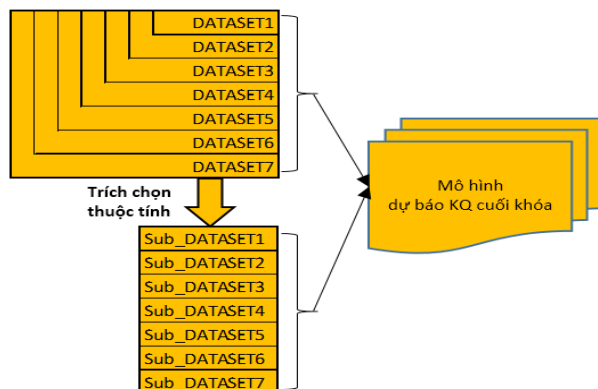 DATASET1
DATASET2
DATASET3
DATASET4
DATASET5
DATASET6
DATASET7
Trích chọn
thuộc tính
Sub_DATASET1
Sub_DATASET2
Sub_DATASET3
Sub_DATASET4
Sub_DATASET5
Sub_DATASET6
Sub_DATASET7
Mô hình
dự báo KQ cuối khóa